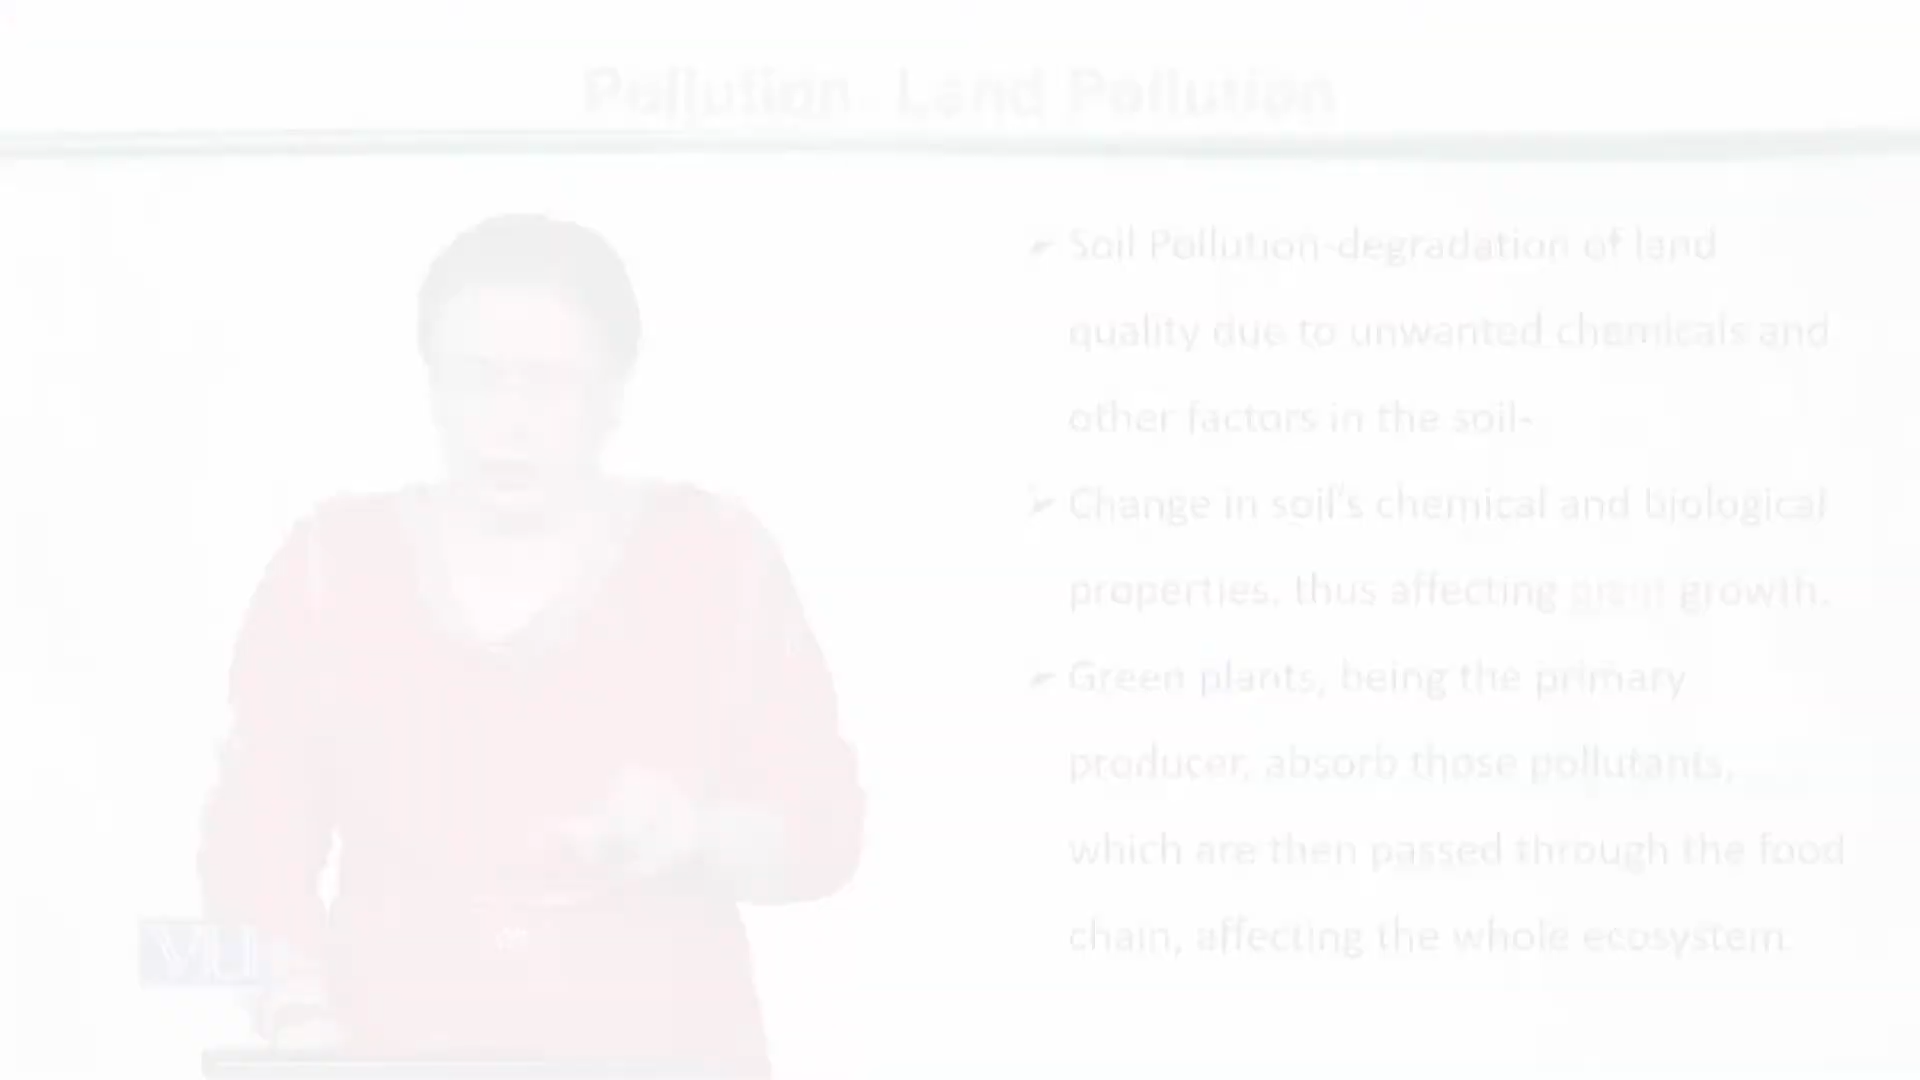 Pollution- Land Pollution
➢ Soil Pollution-degradation of land
quality due to unwanted chemicals and
other factors in the soil-
➢ Change in soil's chemical and biological
properties, thus affecting plant growth.
➢ Green plants, being the primary
producer, absorb those pollutants,
which are then passed through the food
chain, affecting the whole ecosystem
VU